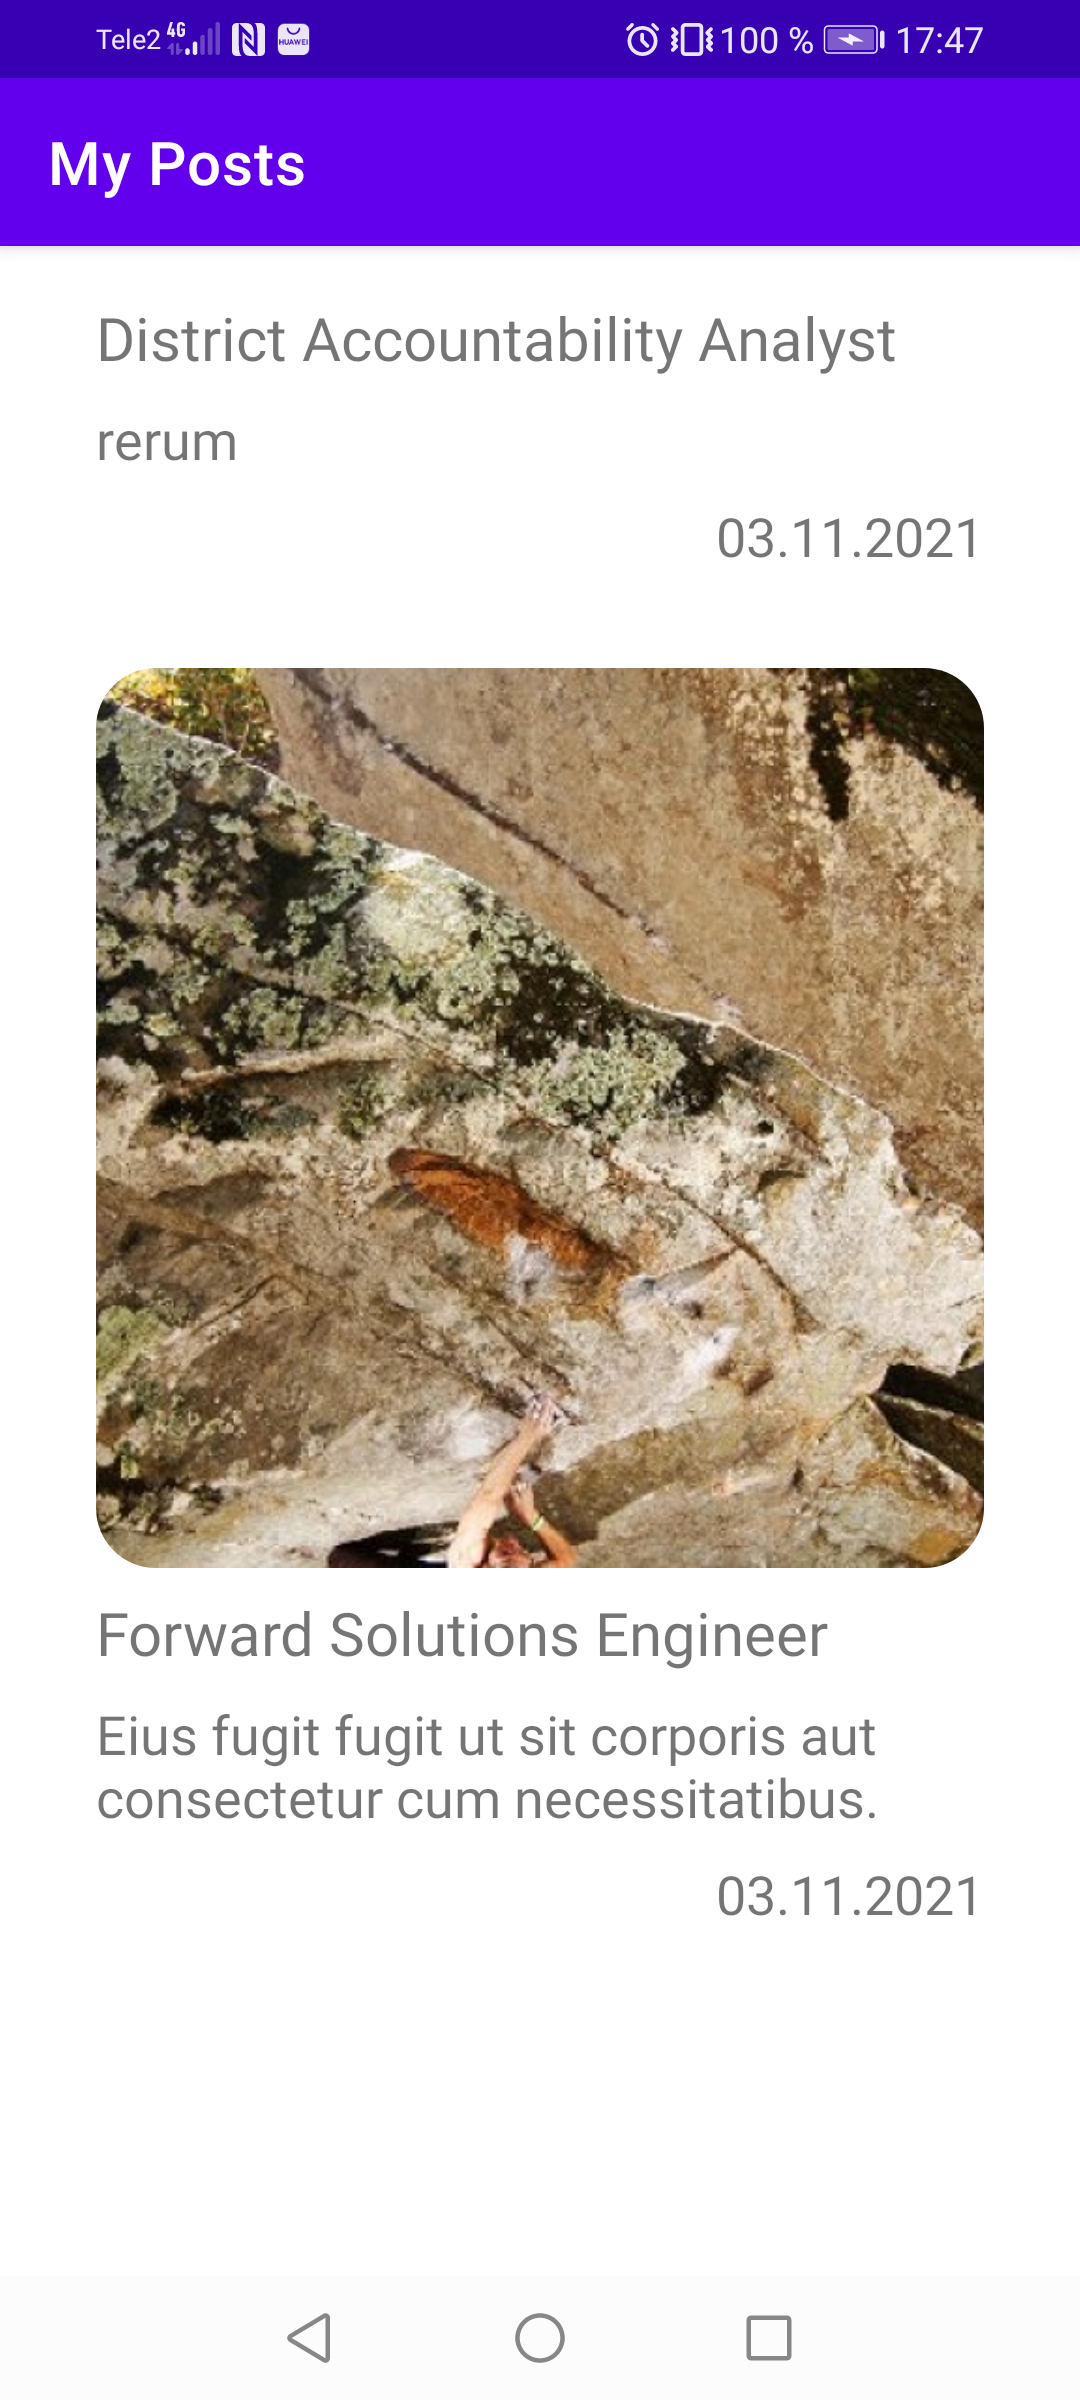 Tele2 4G HUAWEI 100 % 17:47
My Posts
District Accountability Analyst
rerum
03.11.2021
Forward Solutions Engineer
Eius fugit fugit ut sit corporis aut
consectetur cum necessitatibus.
03.11.2021